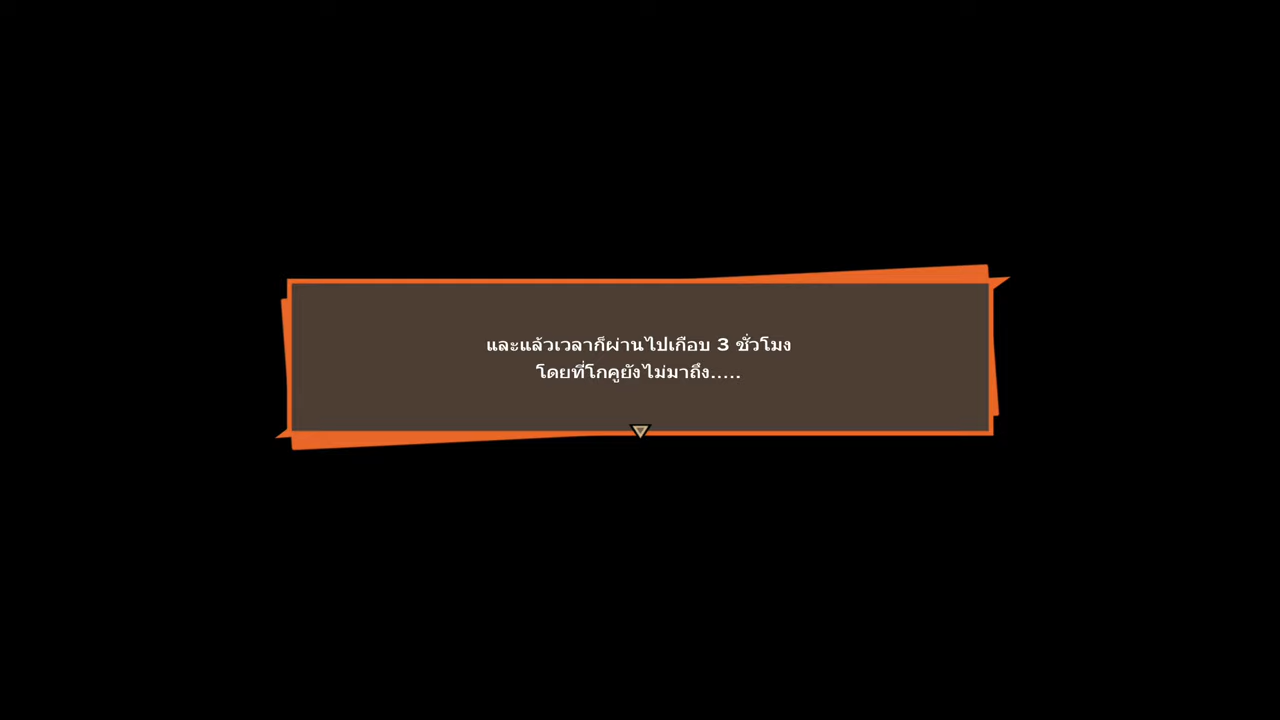 และแล้วเวลาก็ผ่านไปเกือบ 3 ชั่วโมง
โดยที่โกคูยังไม่มาถึง.....